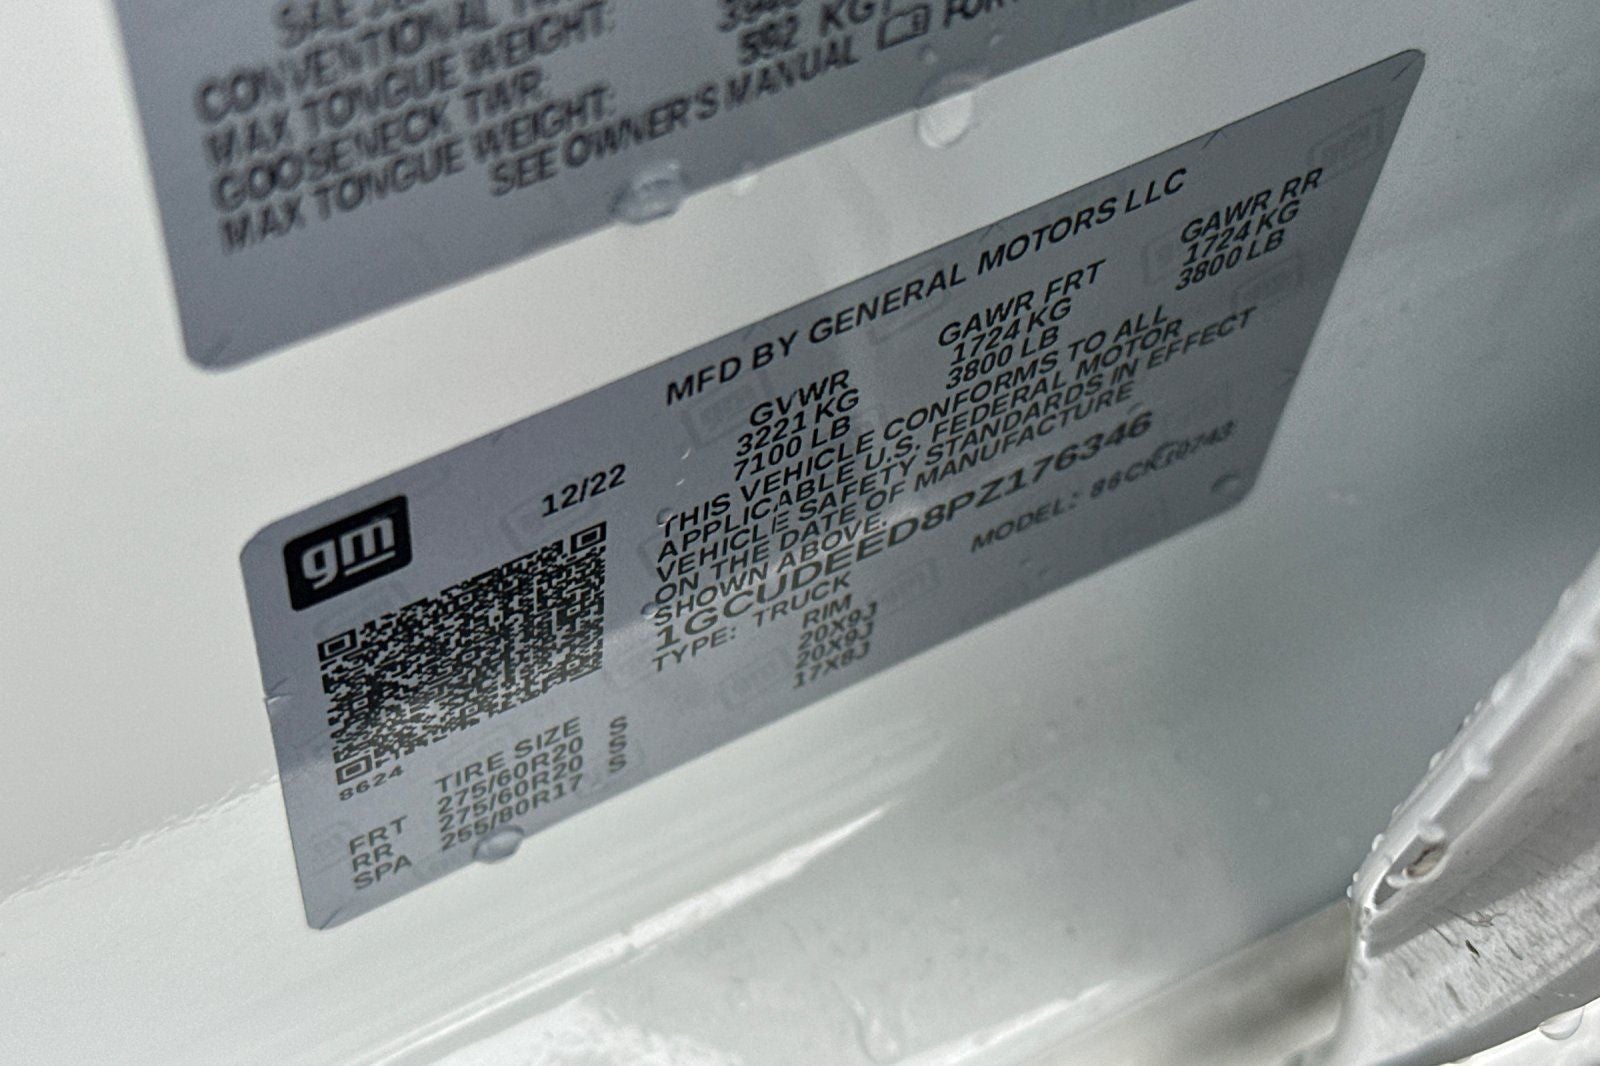 CONVENTIONAL
MAX TONGUE WEIGHT:
592 KG
GOOSENECK TWR:
MAX TONGUE WEIGHT:
SEE OWNER'S MANUAL
MFD BY GENERAL MOTORS LLC
gm
12/22
GVWR GAWR FRT GAWR RR
3221 KG 1724 KG 1724 KG
7100 LB 3800 LB 3800 LB
THIS VEHICLE CONFORMS TO ALL
APPLICABLE U.S. FEDERAL MOTOR
VEHICLE SAFETY STANDARDS IN EFFECT
ON THE DATE OF MANUFACTURE
SHOWN ABOVE.
1GCUDEED8PZ176346
TYPE: TRUCK MODEL:
8624
TIRE SIZE S RIM
FRT 275/60R20 S 20X9J
RR 275/60R20 S 20X9J
SPA 255/80R17 S 17X8J